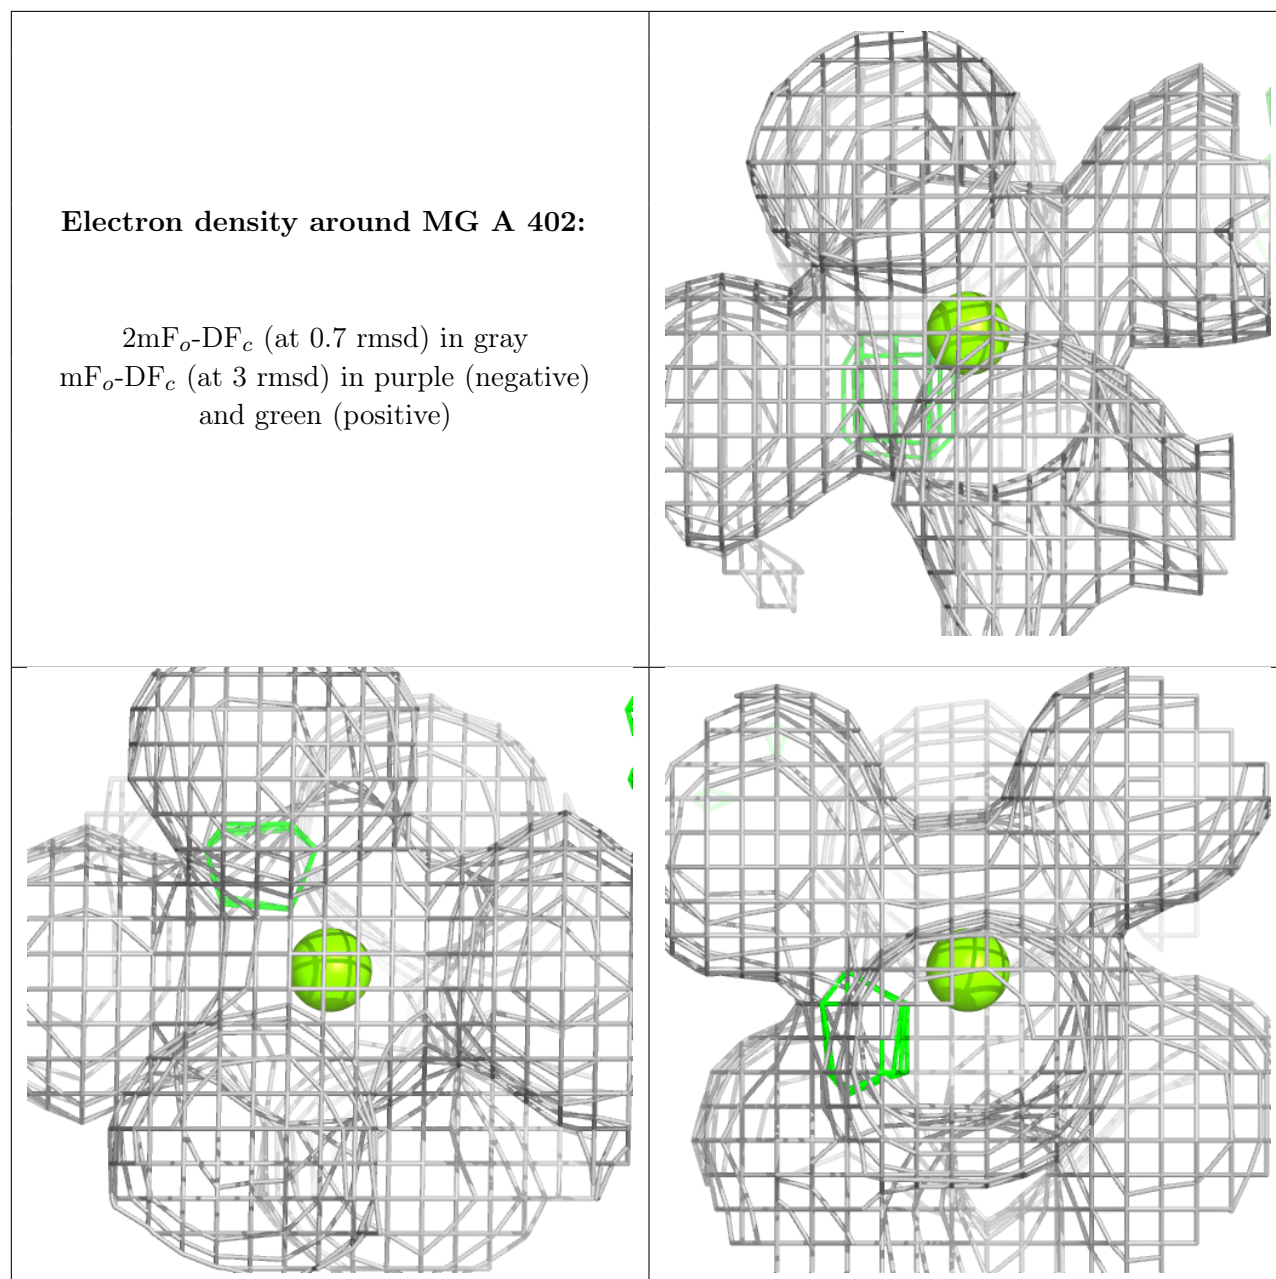 Electron density around MG A 402:
2mFo-DFc (at 0.7 rmsd) in gray
mFo-DFc (at 3 rmsd) in purple (negative)
and green (positive)